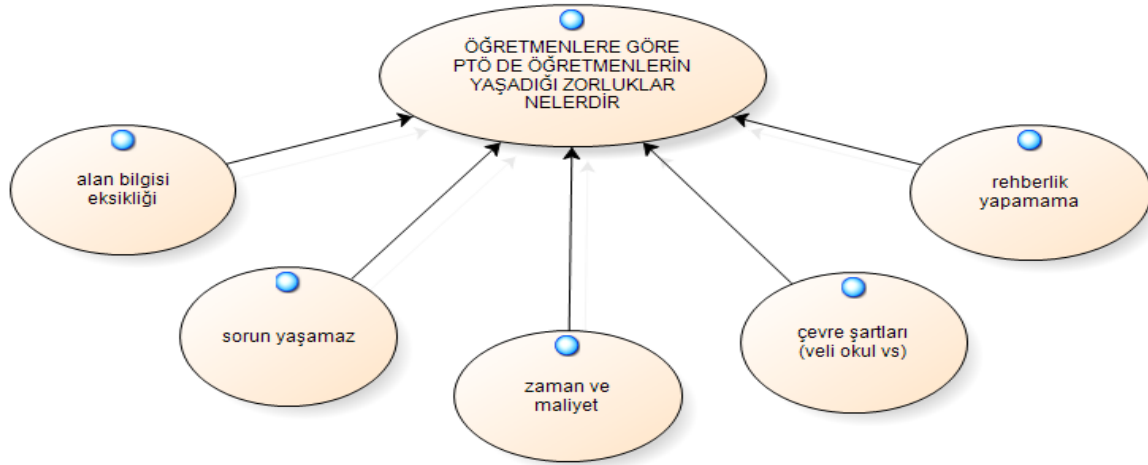 ÖĞRETMENLERE GÖRE
PTÖ DE ÖĞRETMENLERİN
YAŞADIĞI ZORLUKLAR
NELERDİR
alan bilgisi
eksikliği
sorun yaşamaz
zaman ve
maliyet
çevre şartları
(veli okul vs)
rehberlik
yapamama